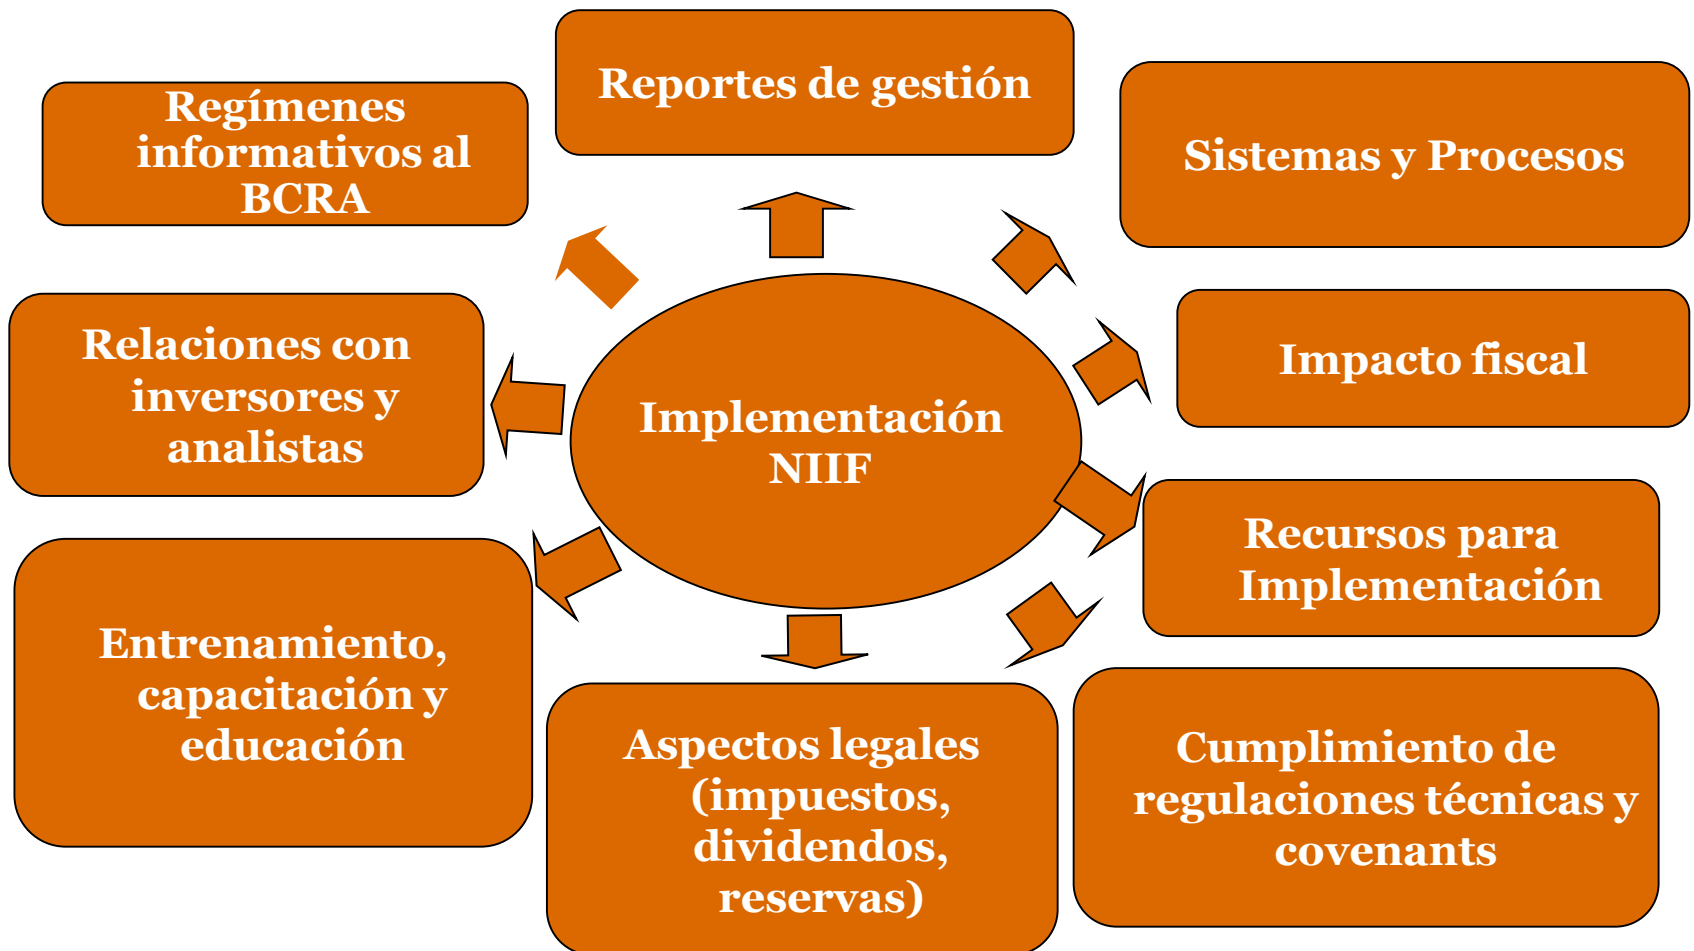 Reportes de gestión
Regímenes
informativos al
BCRA
Sistemas y Procesos
Relaciones con
inversores y
analistas
Impacto fiscal
Implementación
NIIF
Recursos para
Implementación
Entrenamiento,
capacitación y
educación
Aspectos legales
(impuestos,
dividendos,
reservas)
Cumplimiento de
regulaciones técnicas y
covenants